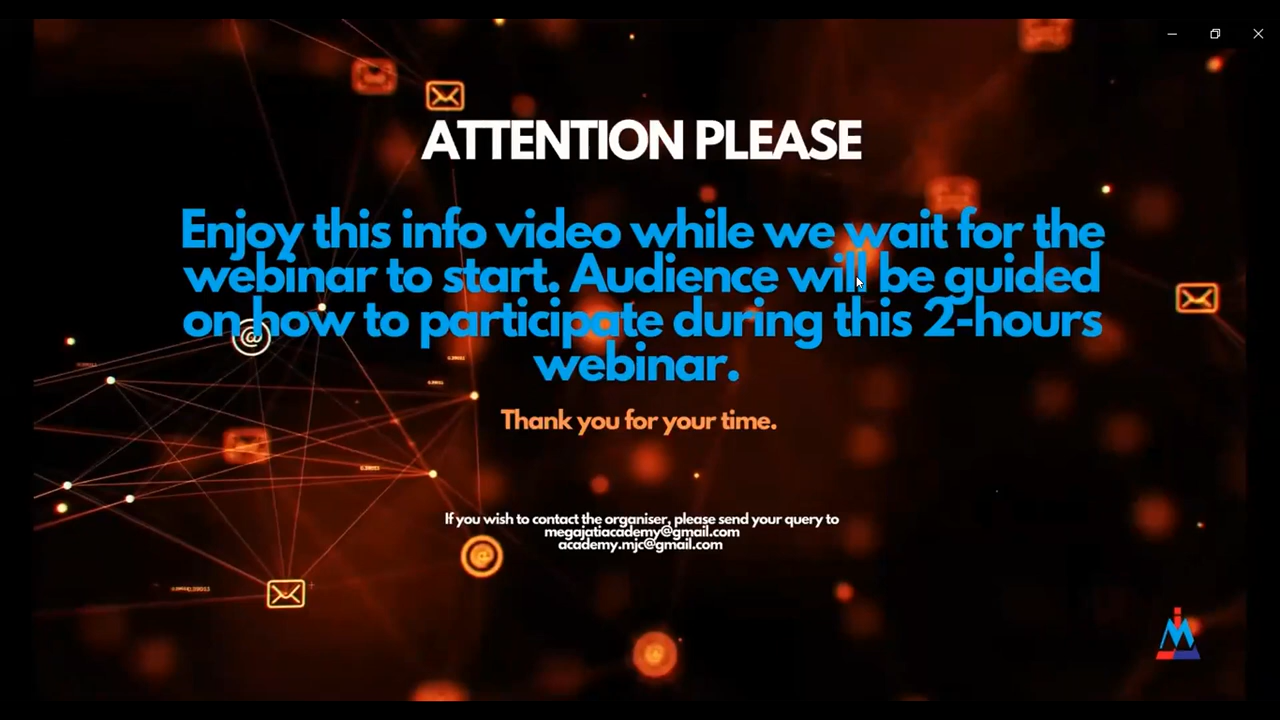 ATTENTION PLEASE
Enjoy this info video while we wait for the
webinar to start. Audience will be guided
on how to participate during this 2-hours
webinar.
Thank you for your time.
If you wish to contact the organiser, please send your query to
megajatiacademy@gmail.com
academy.mjc@gmail.com